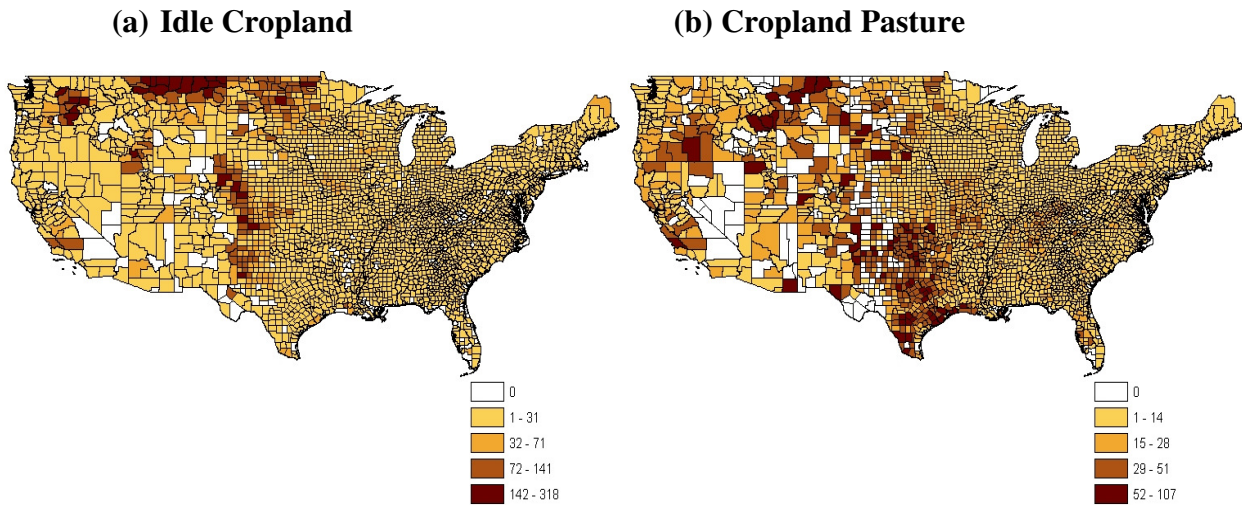 (a) Idle Cropland
(b) Cropland Pasture
0
1 - 31
32 - 71
72 - 141
142 - 318
0
1 - 14
15 - 28
29 - 51
52 - 107